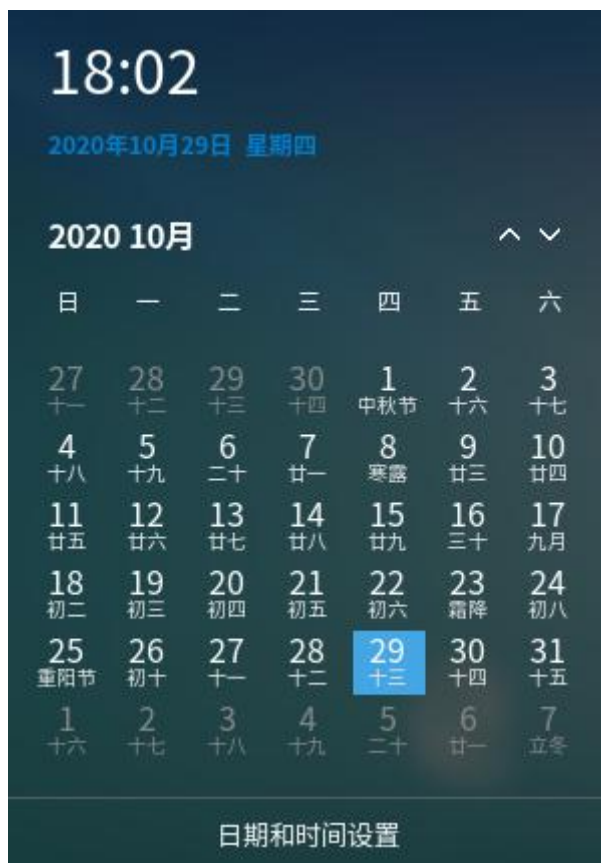 18:02
2020年10月29日 星期四
2020 10月
日 一 二 三 四 五 六
27 28 29 30 1 2 3
十一 十二 十三 十四 中秋节 十六 十七
4 5 6 7 8 9 10
十八 十九 二十 廿一 寒露 廿三 廿四
11 12 13 14 15 16 17
廿五 廿六 廿七 廿八 廿九 三十 九月
18 19 20 21 22 23 24
初二 初三 初四 初五 初六 霜降 初八
25 26 27 28 29 30 31
重阳节 初十 十一 十二 十三 十四 十五
1 2 3 4 5 6 7
十六 十七 十八 十九 二十 廿一 立冬
日期和时间设置